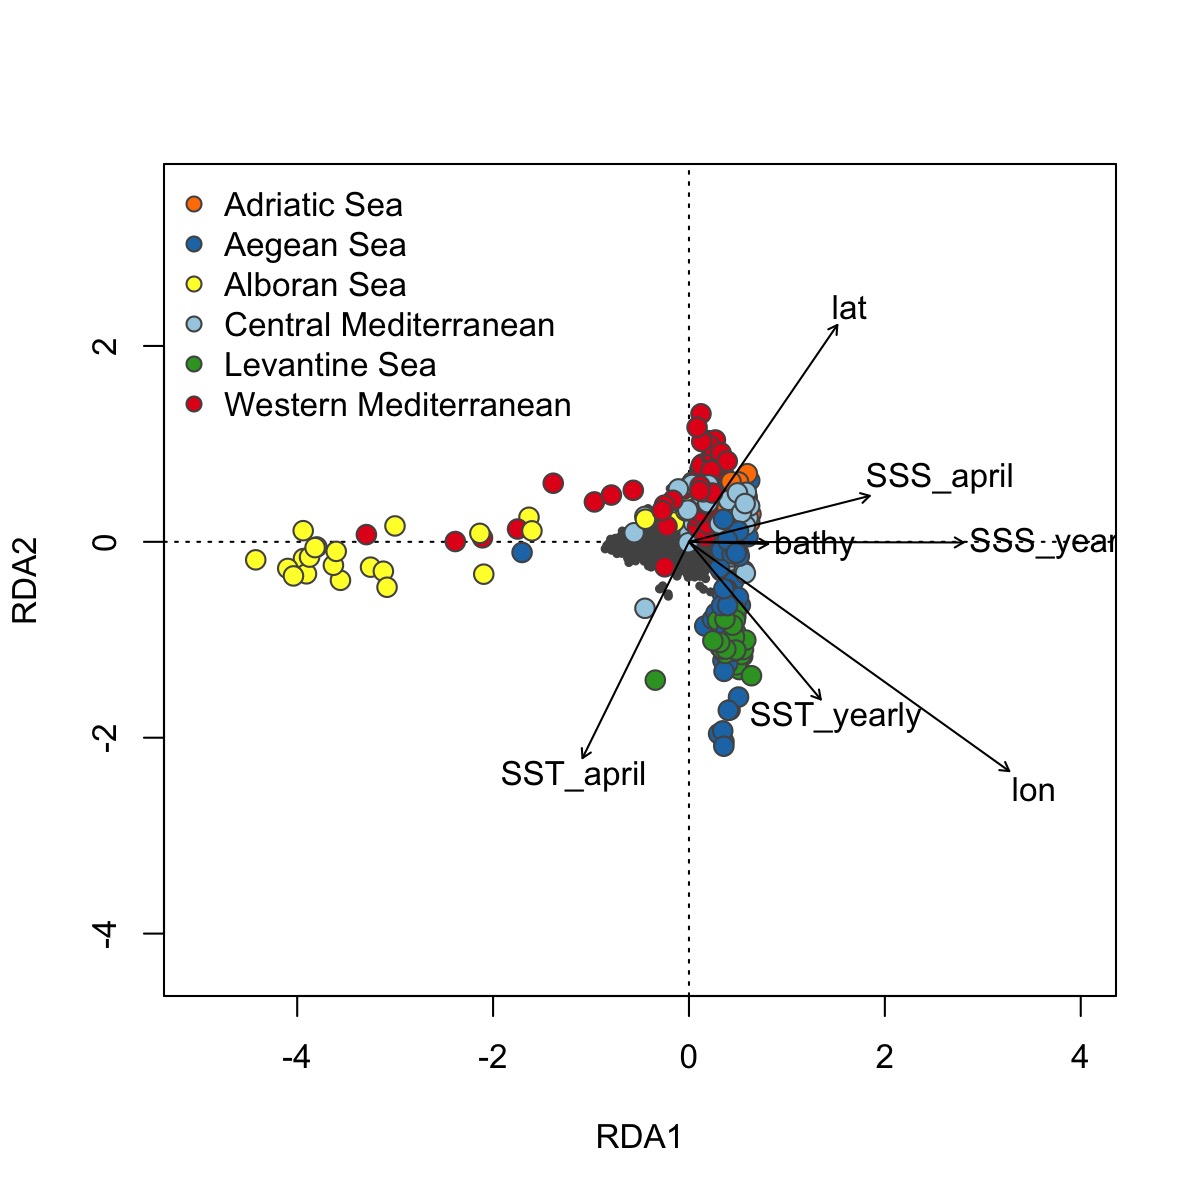 Adriatic Sea
Aegean Sea
Alboran Sea
Central Mediterranean
Levantine Sea
Western Mediterranean
lat
SSS_april
bathy
SSS_year
SST_yearly
SST_april
lon
2
0
-2
-4
RDA2
-4
-2
0
2
4
RDA1